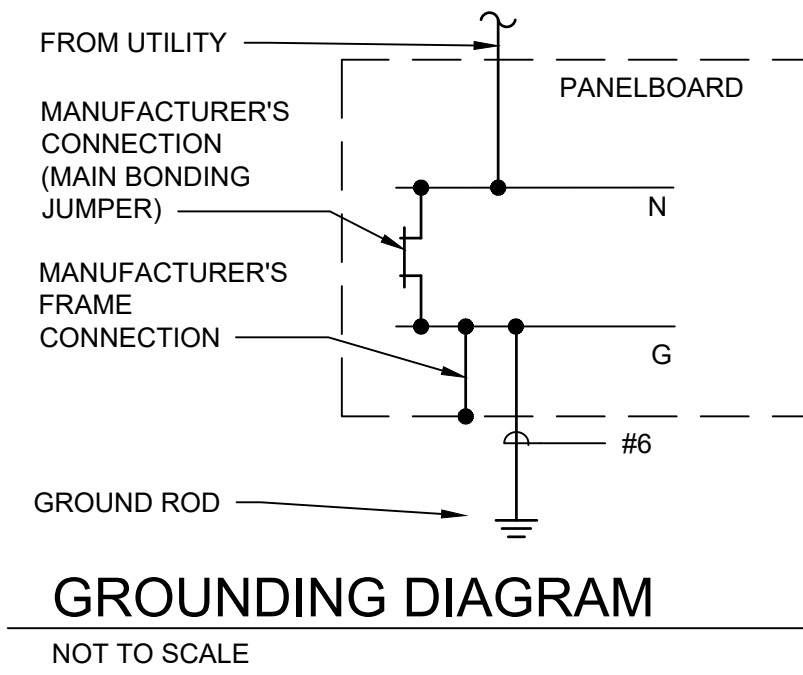 FROM UTILITY
PANELBOARD
MANUFACTURER'S
CONNECTION
(MAIN BONDING
JUMPER)
N
MANUFACTURER'S
FRAME
CONNECTION
G
#6
GROUND ROD
GROUNDING DIAGRAM
NOT TO SCALE